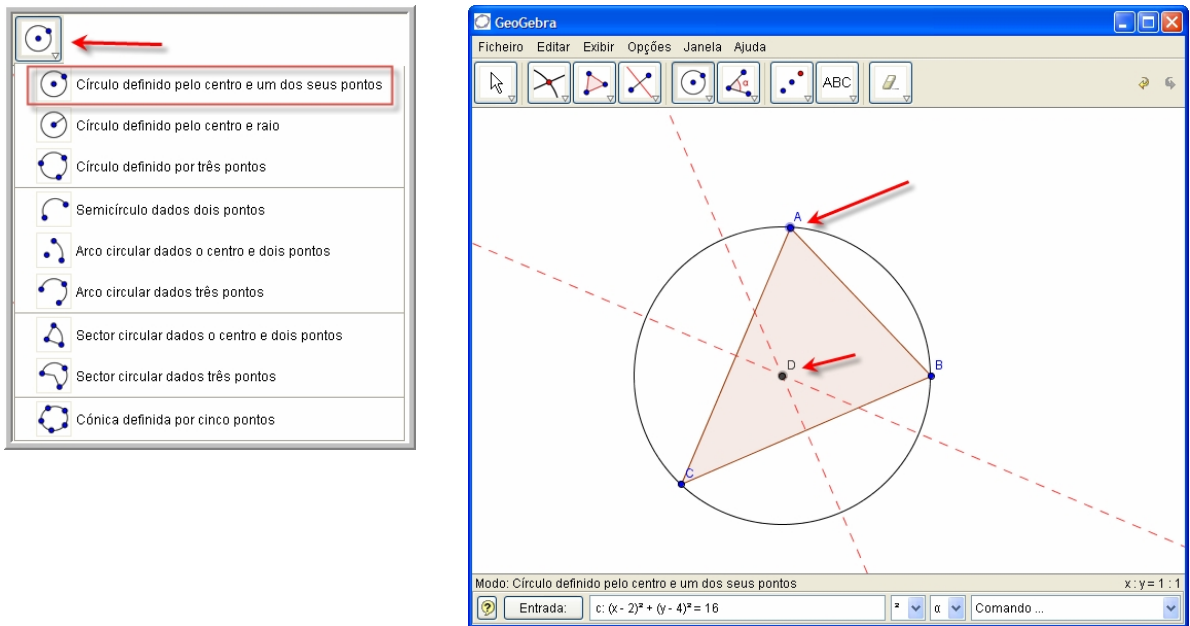 Círculo definido pelo centro e um dos seus pontos
Círculo definido pelo centro e raio
Círculo definido por três pontos
Semicírculo dados dois pontos
Arco circular dados o centro e dois pontos
Arco circular dados três pontos
Sector circular dados o centro e dois pontos
Sector circular dados três pontos
Cónica definida por cinco pontos
GeoGebra
Ficheiro Editar Exibir Opções Janela Ajuda
α ABC
A
D
B
C
Modo: Círculo definido pelo centro e um dos seus pontos x : y = 1 : 1
? Entrada: c: (x - 2)² + (y - 4)² = 16 ² α Comando ...